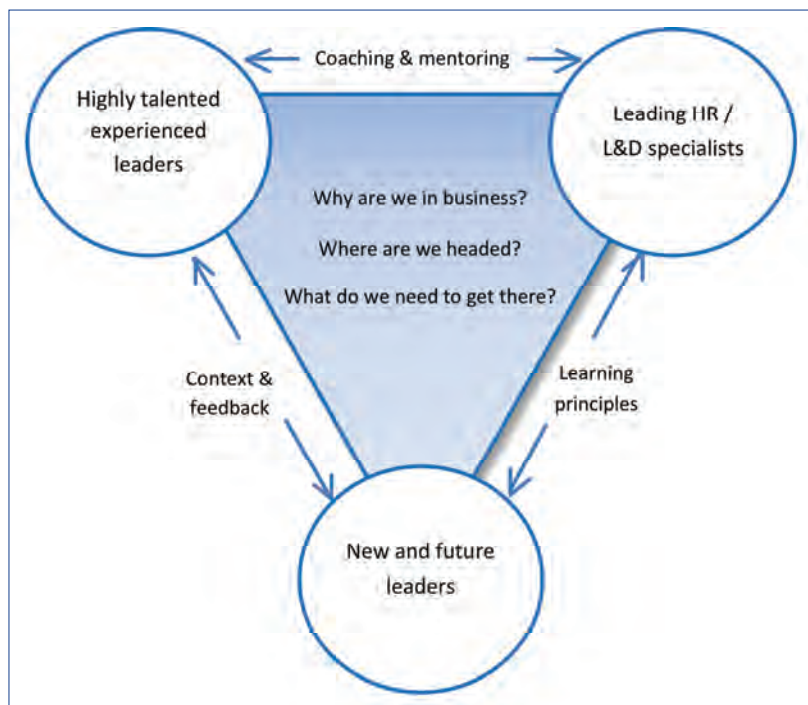 Coaching & mentoring
Highly talented
experienced
leaders
Leading HR /
L&D specialists
Why are we in business?
Where are we headed?
What do we need to get there?
Context &
feedback
Learning
principles
New and future
leaders